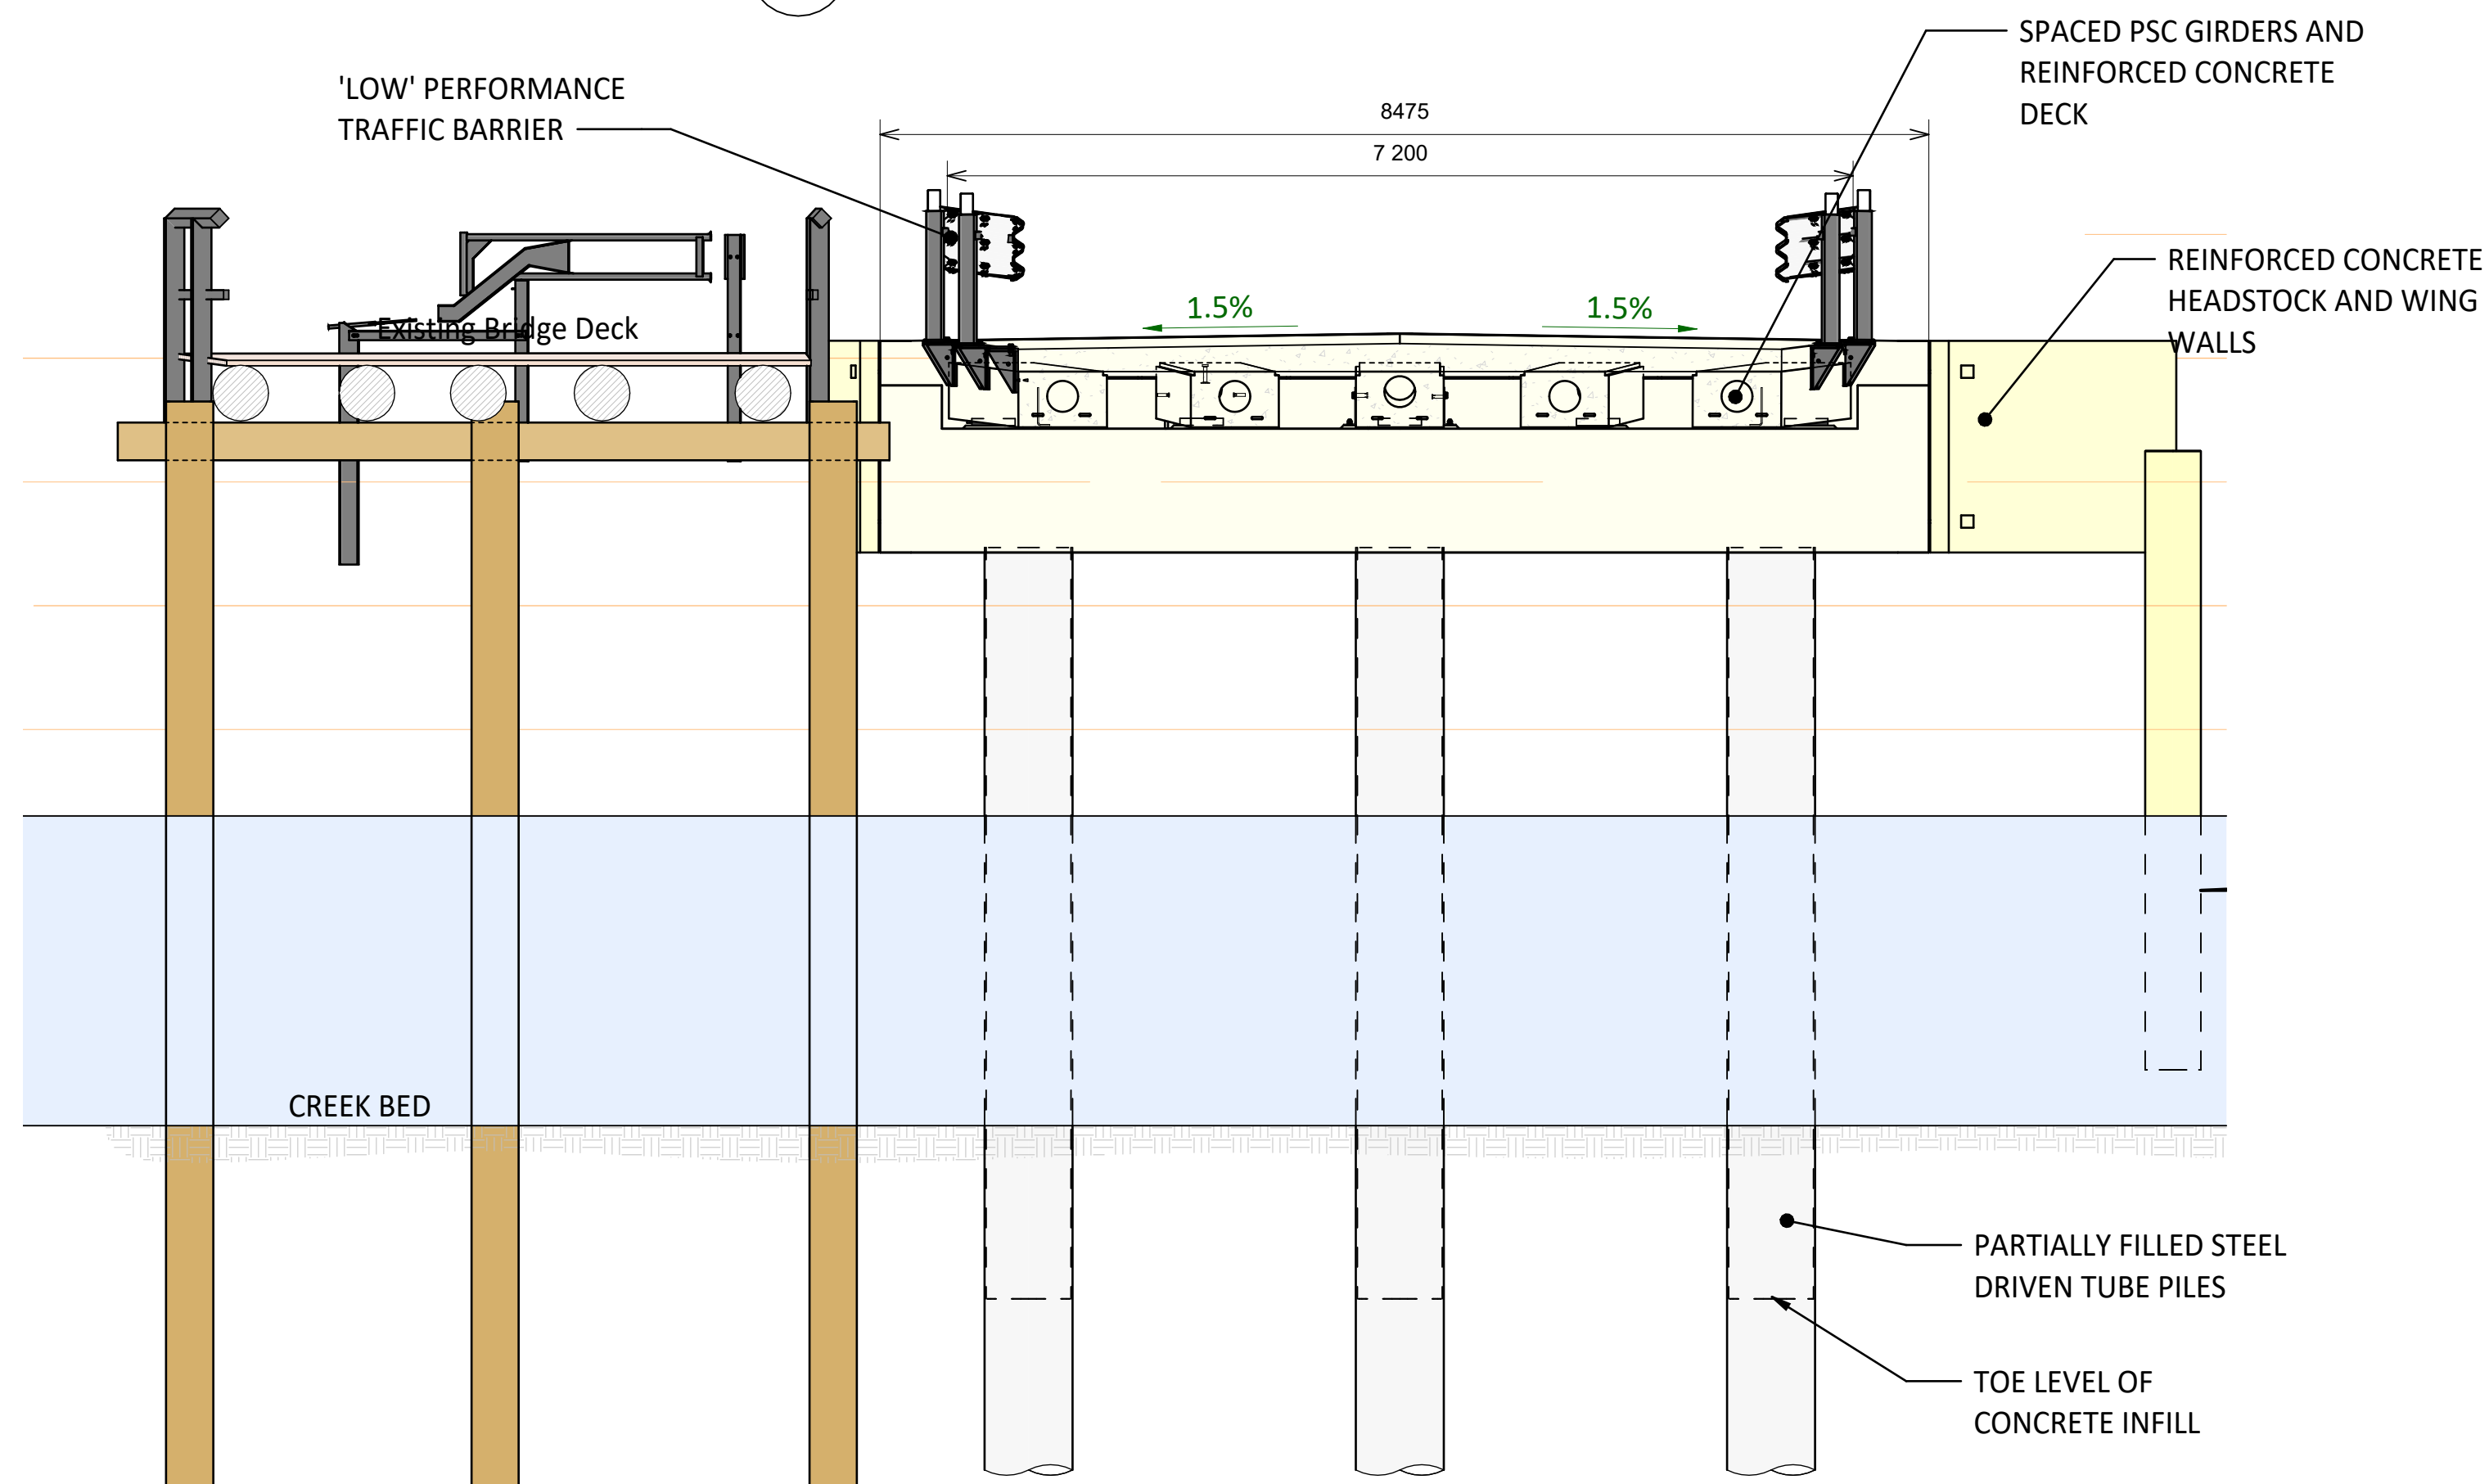 SPACED PSC GIRDERS AND
REINFORCED CONCRETE
DECK
'LOW' PERFORMANCE
TRAFFIC BARRIER
8475
7 200
REINFORCED CONCRETE
HEADSTOCK AND WING
WALLS
1.5%
1.5%
Existing Bridge Deck
CREEK BED
PARTIALLY FILLED STEEL
DRIVEN TUBE PILES
TOE LEVEL OF
CONCRETE INFILL